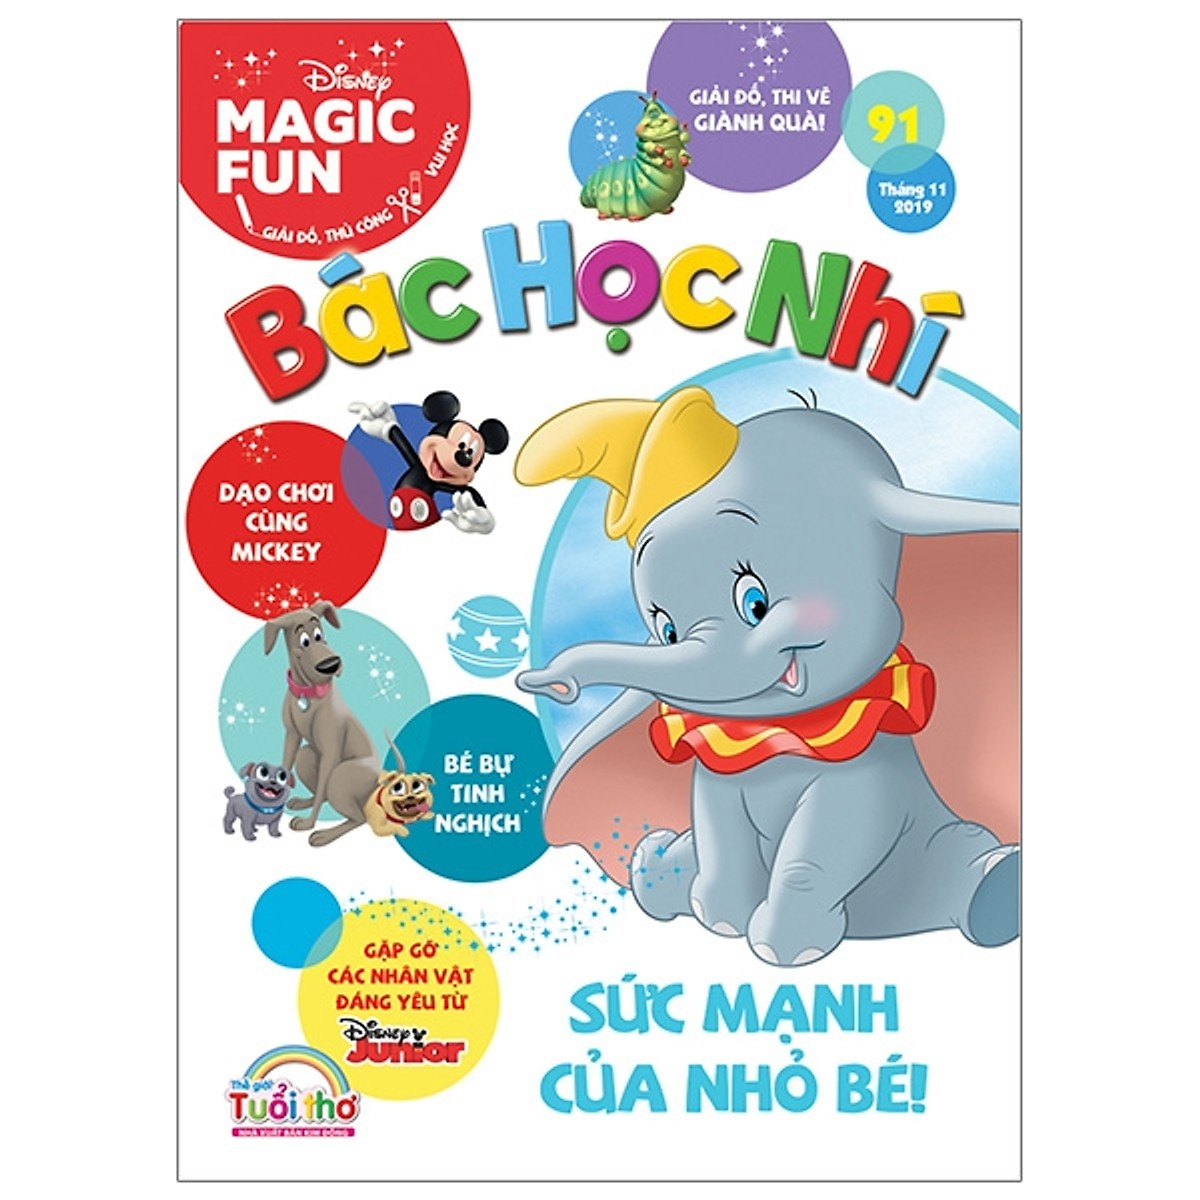 Disney
MAGIC
FUN
GIẢI ĐỐ, THỦ CÔNG
VUI HỌC
GIẢI ĐỐ, THI VẼ
GIÀNH QUÀ!
91
Tháng 11
2019
Bác Học Nhí
DẠO CHƠI
CÙNG
MICKEY
BÉ BỰ
TINH
NGHỊCH
GẶP GỠ
CÁC NHÂN VẬT
ĐÁNG YÊU TỪ
Disney
Junior
Thế giới
Tuổi thơ
NHÀ XUẤT BẢN KIM ĐỒNG
SỨC MẠNH
CỦA NHỎ BÉ!